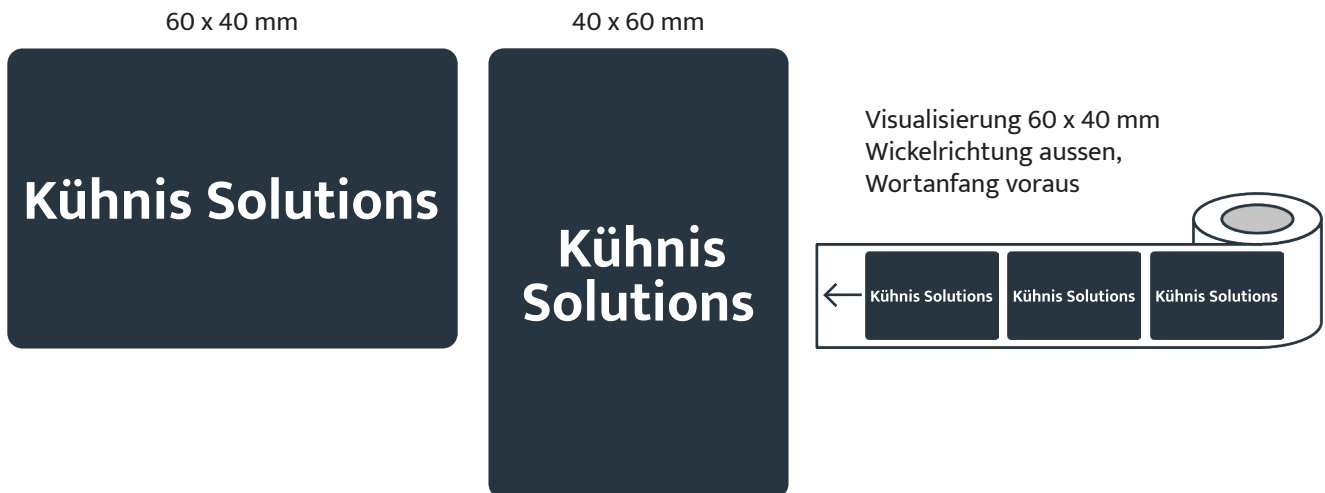 60 x 40 mm
Kühnis Solutions
40 x 60 mm
Kühnis
Solutions
Visualisierung 60 x 40 mm
Wickelrichtung aussen,
Wortanfang voraus
Kühnis Solutions Kühnis Solutions Kühnis Solutions